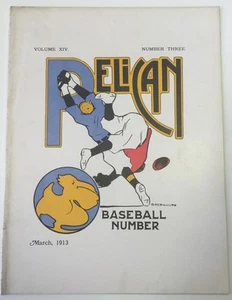 VOLUME XIV.
NUMBER THREE
PELICAN
BASEBALL
NUMBER
March, 1913